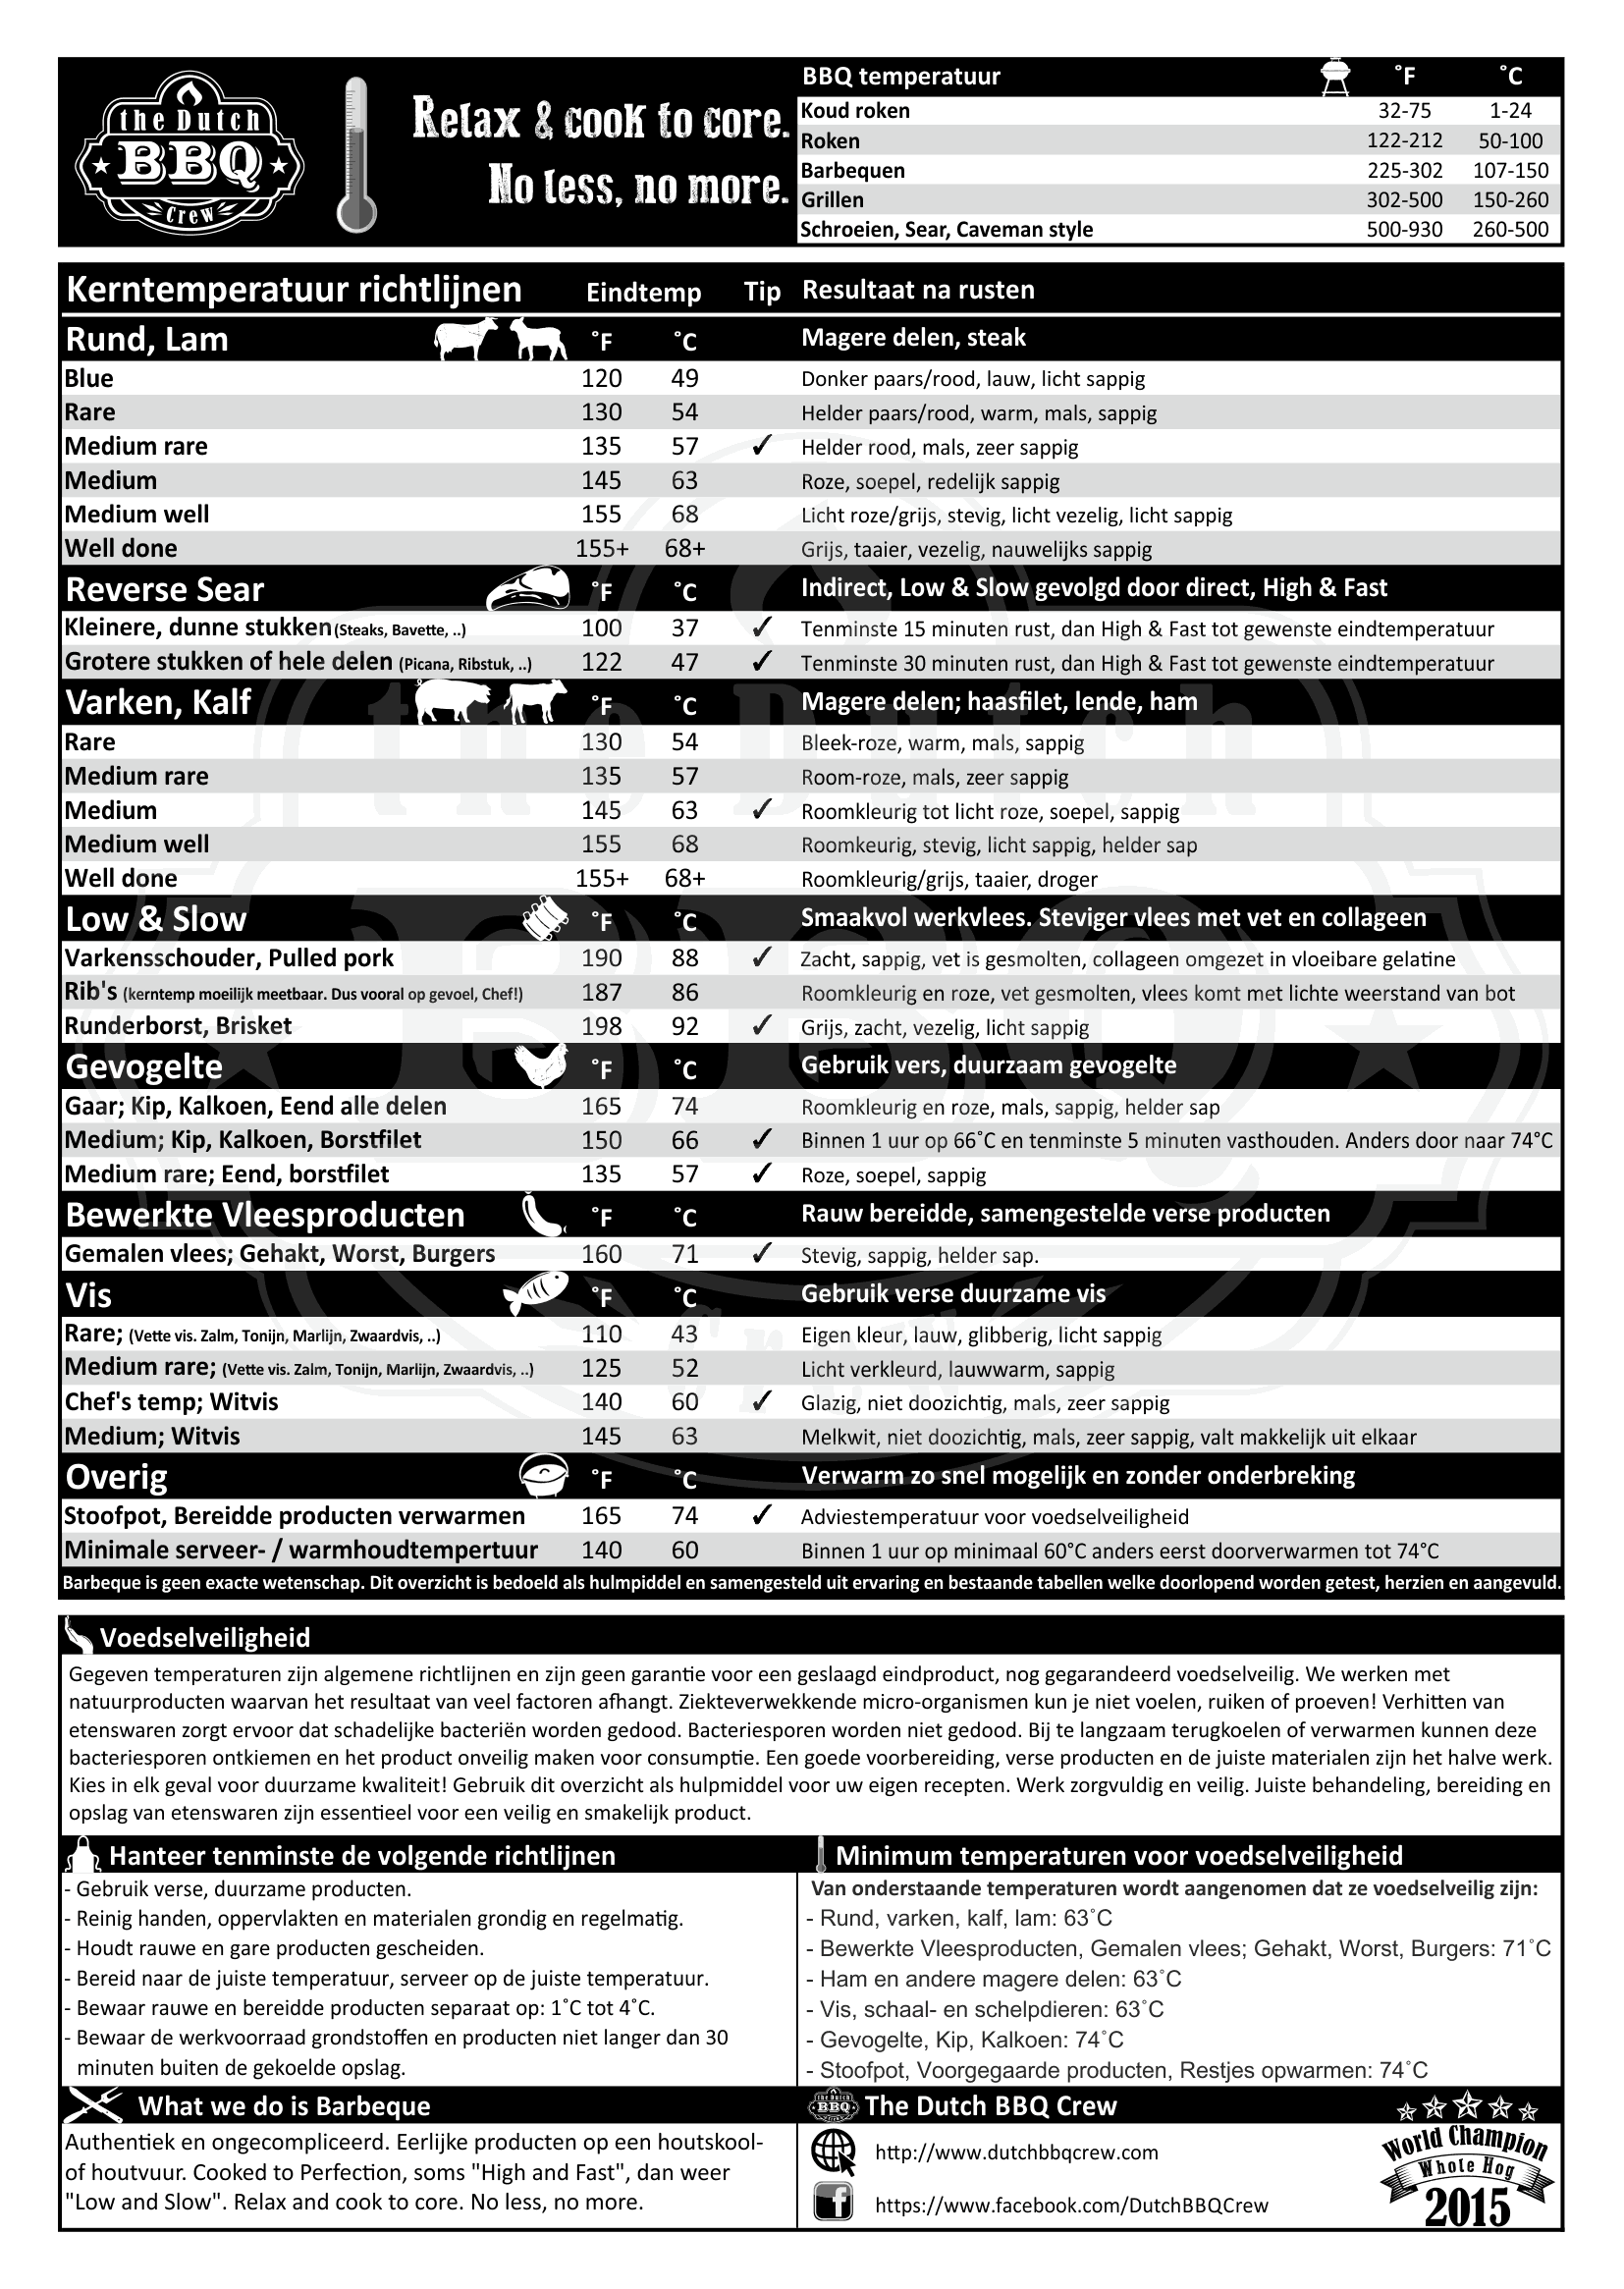 the Dutch
BBQ
Crew
Relax & cook to core.
No less, no more.
BBQ temperatuur ˚F ˚C
Koud roken 32-75 1-24
Roken 122-212 50-100
Barbequen 225-302 107-150
Grillen 302-500 150-260
Schroeien, Sear, Caveman style 500-930 260-500
Kerntemperatuur richtlijnen Eindtemp Tip Resultaat na rusten
Rund, Lam ˚F ˚C Magere delen, steak
Blue 120 49 Donker paars/rood, lauw, licht sappig
Rare 130 54 Helder paars/rood, warm, mals, sappig
Medium rare 135 57 ✓ Helder rood, mals, zeer sappig
Medium 145 63 Roze, soepel, redelijk sappig
Medium well 155 68 Licht roze/grijs, stevig, licht vezelig, licht sappig
Well done 155+ 68+ Grijs, taaier, vezelig, nauwelijks sappig
Reverse Sear ˚F ˚C Indirect, Low & Slow gevolgd door direct, High & Fast
Kleinere, dunne stukken (Steaks, Bavette, ..) 100 37 ✓ Tenminste 15 minuten rust, dan High & Fast tot gewenste eindtemperatuur
Grotere stukken of hele delen (Picana, Ribstuk, ..) 122 47 ✓ Tenminste 30 minuten rust, dan High & Fast tot gewenste eindtemperatuur
Varken, Kalf ˚F ˚C Magere delen; haasfilet, lende, ham
Rare 130 54 Bleek-roze, warm, mals, sappig
Medium rare 135 57 Room-roze, mals, zeer sappig
Medium 145 63 ✓ Roomkleurig tot licht roze, soepel, sappig
Medium well 155 68 Roomkeurig, stevig, licht sappig, helder sap
Well done 155+ 68+ Roomkleurig/grijs, taaier, droger
Low & Slow ˚F ˚C Smaakvol werkvlees. Steviger vlees met vet en collageen
Varkensschouder, Pulled pork 190 88 ✓ Zacht, sappig, vet is gesmolten, collageen omgezet in vloeibare gelatine
Rib's (kerntemp moeilijk meetbaar. Dus vooral op gevoel, Chef!) 187 86 Roomkleurig en roze, vet gesmolten, vlees komt met lichte weerstand van bot
Runderborst, Brisket 198 92 ✓ Grijs, zacht, vezelig, licht sappig
Gevogelte ˚F ˚C Gebruik vers, duurzaam gevogelte
Gaar; Kip, Kalkoen, Eend alle delen 165 74 Roomkleurig en roze, mals, sappig, helder sap
Medium; Kip, Kalkoen, Borstfilet 150 66 ✓ Binnen 1 uur op 66˚C en tenminste 5 minuten vasthouden. Anders door naar 74°C
Medium rare; Eend, borstfilet 135 57 ✓ Roze, soepel, sappig
Bewerkte Vleesproducten ˚F ˚C Rauw bereidde, samengestelde verse producten
Gemalen vlees; Gehakt, Worst, Burgers 160 71 ✓ Stevig, sappig, helder sap.
Vis ˚F ˚C Gebruik verse duurzame vis
Rare; (Vette vis. Zalm, Tonijn, Marlijn, Zwaardvis, ..) 110 43 Eigen kleur, lauw, glibberig, licht sappig
Medium rare; (Vette vis. Zalm, Tonijn, Marlijn, Zwaardvis, ..) 125 52 Licht verkleurd, lauwwarm, sappig
Chef's temp; Witvis 140 60 ✓ Glazig, niet doozichtig, mals, zeer sappig
Medium; Witvis 145 63 Melkwit, niet doozichtig, mals, zeer sappig, valt makkelijk uit elkaar
Overig ˚F ˚C Verwarm zo snel mogelijk en zonder onderbreking
Stoofpot, Bereidde producten verwarmen 165 74 ✓ Adviestemperatuur voor voedselveiligheid
Minimale serveer- / warmhoudtempertuur 140 60 Binnen 1 uur op minimaal 60°C anders eerst doorverwarmen tot 74°C
Barbeque is geen exacte wetenschap. Dit overzicht is bedoeld als hulmpiddel en samengesteld uit ervaring en bestaande tabellen welke doorlopend worden getest, herzien en aangevuld.
Voedselveiligheid
Gegeven temperaturen zijn algemene richtlijnen en zijn geen garantie voor een geslaagd eindproduct, nog gegarandeerd voedselveilig. We werken met
natuurproducten waarvan het resultaat van veel factoren afhangt. Ziekteverwekkende micro-organismen kun je niet voelen, ruiken of proeven! Verhitten van
etenswaren zorgt ervoor dat schadelijke bacteriën worden gedood. Bacteriesporen worden niet gedood. Bij te langzaam terugkoelen of verwarmen kunnen deze
bacteriesporen ontkiemen en het product onveilig maken voor consumptie. Een goede voorbereiding, verse producten en de juiste materialen zijn het halve werk.
Kies in elk geval voor duurzame kwaliteit! Gebruik dit overzicht als hulpmiddel voor uw eigen recepten. Werk zorgvuldig en veilig. Juiste behandeling, bereiding en
opslag van etenswaren zijn essentieel voor een veilig en smakelijk product.
Hanteer tenminste de volgende richtlijnen
- Gebruik verse, duurzame producten.
- Reinig handen, oppervlakten en materialen grondig en regelmatig.
- Houdt rauwe en gare producten gescheiden.
- Bereid naar de juiste temperatuur, serveer op de juiste temperatuur.
- Bewaar rauwe en bereidde producten separaat op: 1˚C tot 4˚C.
- Bewaar de werkvoorraad grondstoffen en producten niet langer dan 30
minuten buiten de gekoelde opslag.
Minimum temperaturen voor voedselveiligheid
Van onderstaande temperaturen wordt aangenomen dat ze voedselveilig zijn:
- Rund, varken, kalf, lam: 63˚C
- Bewerkte Vleesproducten, Gemalen vlees; Gehakt, Worst, Burgers: 71˚C
- Ham en andere magere delen: 63˚C
- Vis, schaal- en schelpdieren: 63˚C
- Gevogelte, Kip, Kalkoen: 74˚C
- Stoofpot, Voorgegaarde producten, Restjes opwarmen: 74˚C
What we do is Barbeque
Authentiek en ongecompliceerd. Eerlijke producten op een houtskool-
of houtvuur. Cooked to Perfection, soms "High and Fast", dan weer
"Low and Slow". Relax and cook to core. No less, no more.
the Dutch
BBQ
The Dutch BBQ Crew
http://www.dutchbbqcrew.com
https://www.facebook.com/DutchBBQCrew
World Champion
Whole Hog
2015